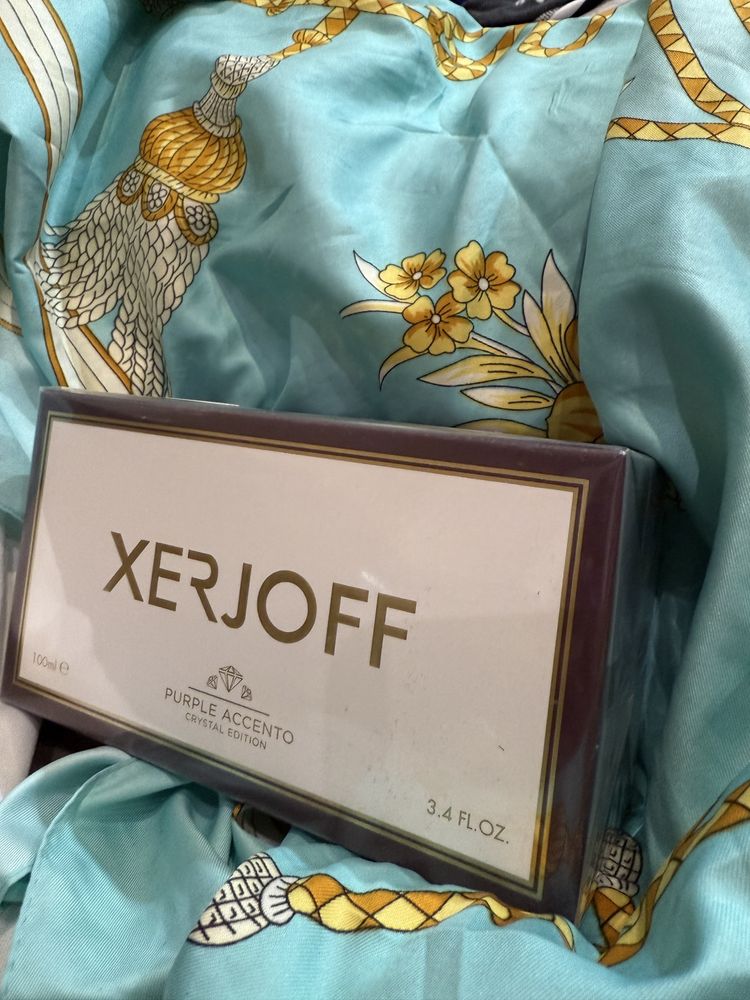 XERJOFF
100ml ℮
PURPLE ACCENTO
CRYSTAL EDITION
3.4 FL.OZ.